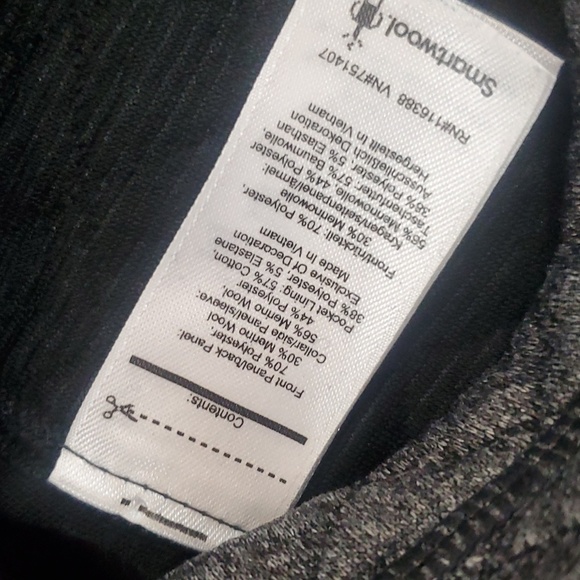 Smartwool
RN#116388 VN#751407
Contents:
Front Panel/back Panel:
70% Polyester,
30% Merino Wool
Collar/side Panel/sleeve:
56% Merino Wool,
44% Polyester
Pocket Lining: 57% Cotton,
38% Polyester, 5% Elastane
Exclusive Of Decoration
Made In Vietnam
Front/rückteil: 70% Polyester,
30% Merinowolle
Kragen/seitenpanel/ärmel:
56% Merinowolle, 44% Polyester
Taschenfutter: 57% Baumwolle
38% Polyester, 5% Elasthan
Ausschließlich Dekoration
Hergestellt In Vietnam